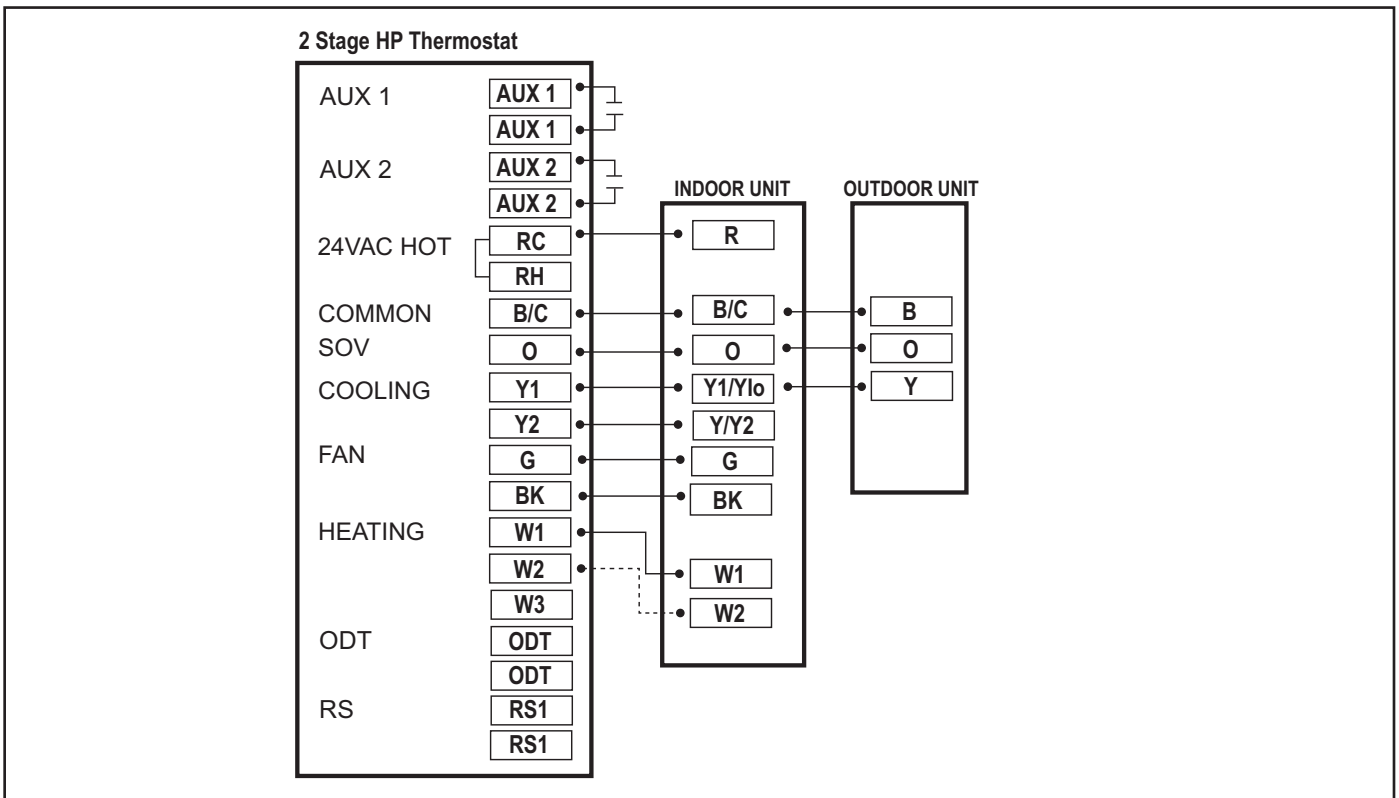 2 Stage HP Thermostat
AUX 1
AUX 1
AUX 1
AUX 2
AUX 2
AUX 2
24VAC HOT
RC
RH
COMMON
B/C
SOV
O
COOLING
Y1
Y2
FAN
G
BK
HEATING
W1
W2
W3
ODT
ODT
ODT
RS
RS1
RS1
INDOOR UNIT
R
B/C
O
Y1/Ylo
Y/Y2
G
BK
W1
W2
OUTDOOR UNIT
B
O
Y